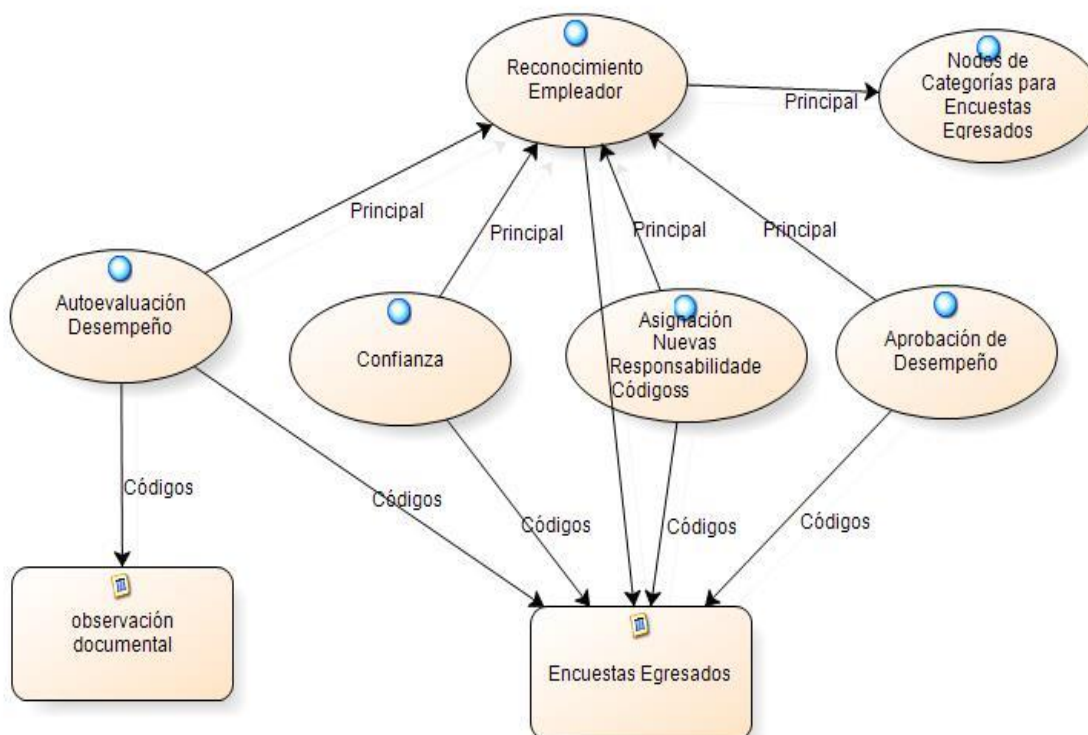 Reconocimiento
Empleador
Nodos de
Categorías para
Encuestas
Egresados
Principal
Principal
Principal
Principal
Principal
Autoevaluación
Desempeño
Confianza
Asignación
Nuevas
Responsabilidade
Códigoss
Aprobación de
Desempeño
Códigos
Códigos
Códigos
Códigos
Códigos
observación
documental
Encuestas Egresados